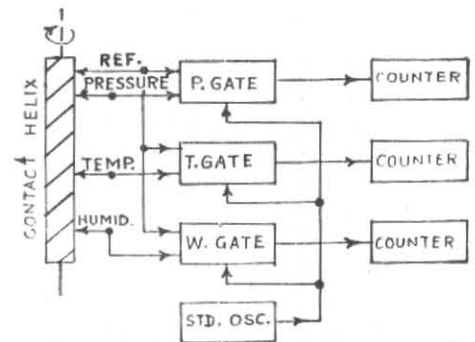 REF.
PRESSURE
P. GATE
COUNTER
CONTACT HELIX
TEMP.
T. GATE
COUNTER
HUMID.
W. GATE
COUNTER
STD. OSC.